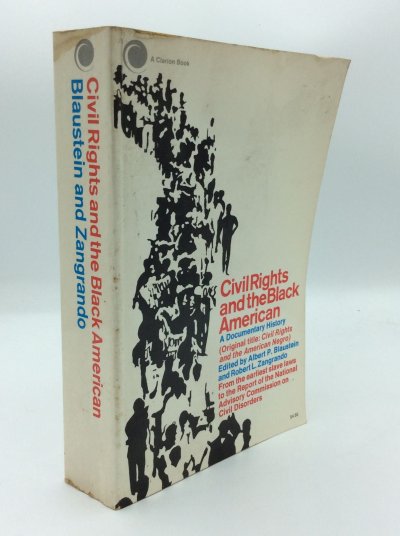 Civil Rights and the Black American
Blaustein and Zangrando
A Clarion Book
Civil Rights
and the Black
American
A Documentary History
(Original title: Civil Rights
and the American Negro)
Edited by Albert P. Blaustein
and Robert L. Zangrando
From the earliest slave laws
to the Report of the National
Advisory Commission on
Civil Disorders